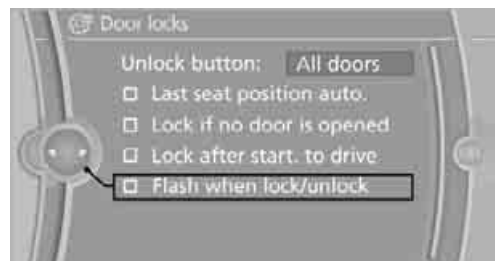 Door locks
Unlock button: All doors
Last seat position auto.
Lock if no door is opened
Lock after start. to drive
Flash when lock/unlock